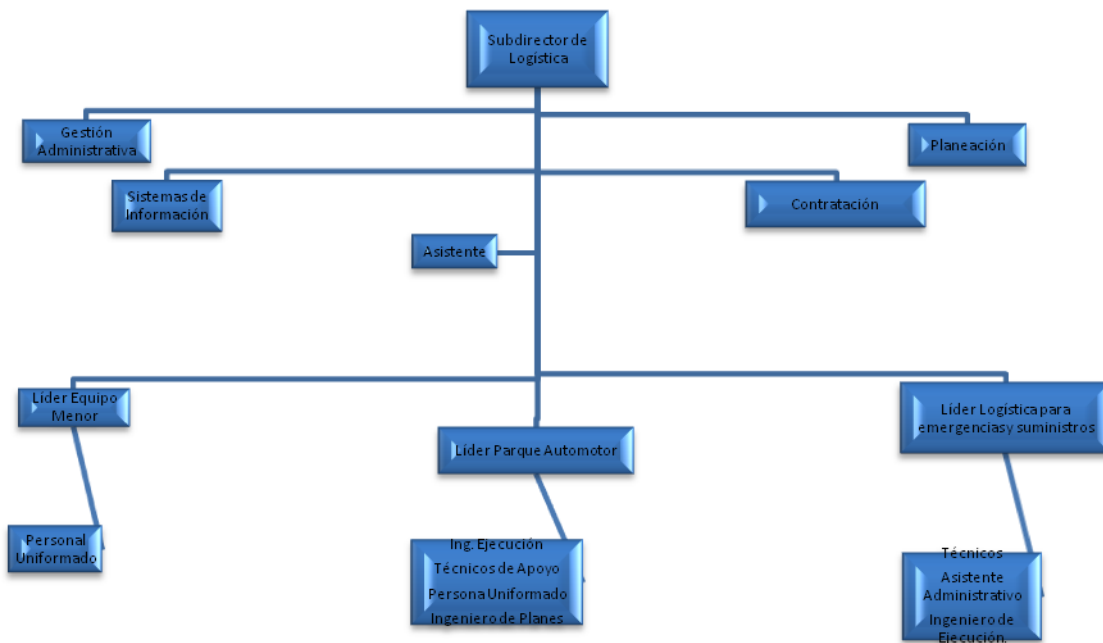 Subdirector de
Logística
Gestión
Administrativa
Planeación
Sistemas de
Información
Contratación
Asistente
Líder Equipo
Menor
Líder Parque Automotor
Líder Logística para
emergencias y suministros
Personal
Uniformado
Ing. Ejecución
Técnicos de Apoyo
Persona Uniformado
Ingeniero de Planes
Técnicos
Asistente
Administrativo
Ingeniero de
Ejecución.